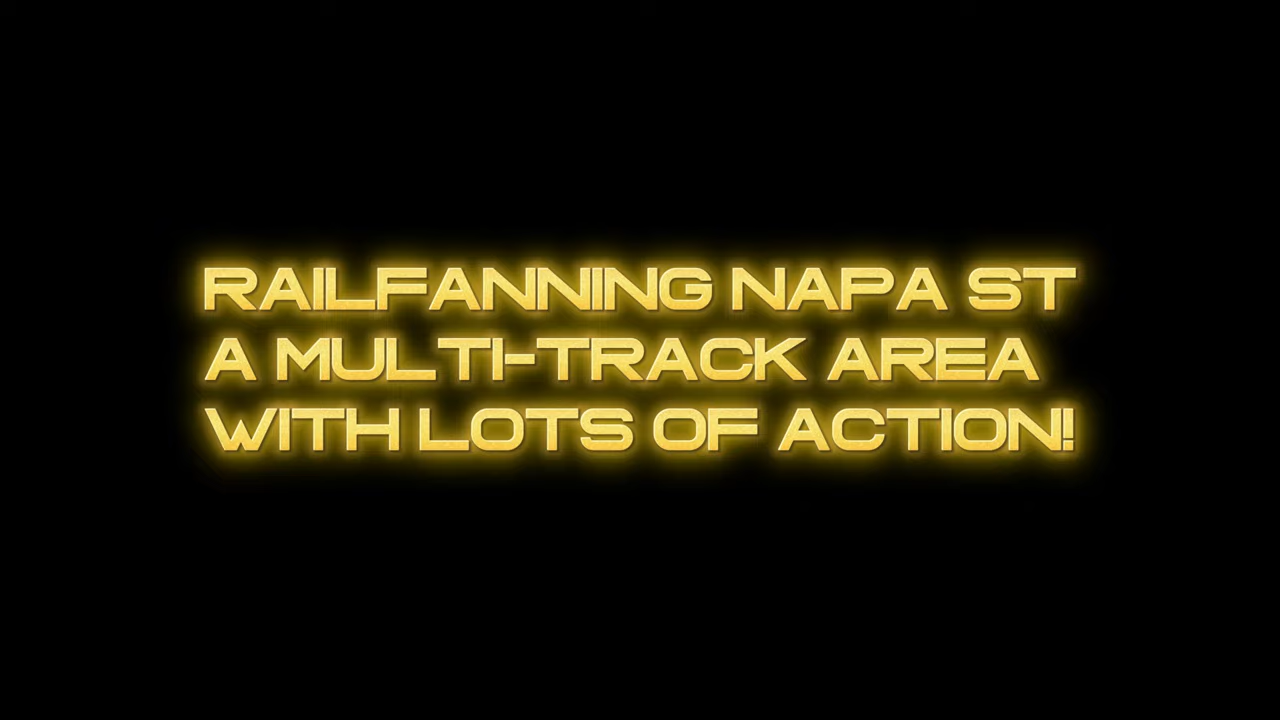 RAILFANNING NAPA ST
A MULTI-TRACK AREA
WITH LOTS OF ACTION!